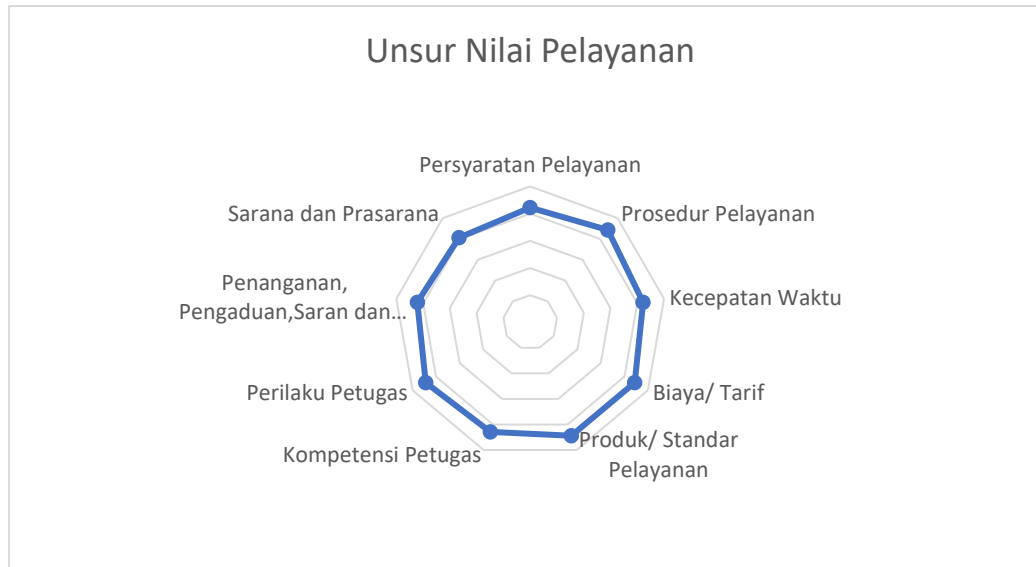 Unsur Nilai Pelayanan
Persyaratan Pelayanan
Prosedur Pelayanan
Kecepatan Waktu
Biaya/ Tarif
Produk/ Standar
Pelayanan
Kompetensi Petugas
Perilaku Petugas
Penanganan,
Pengaduan,Saran dan...
Sarana dan Prasarana